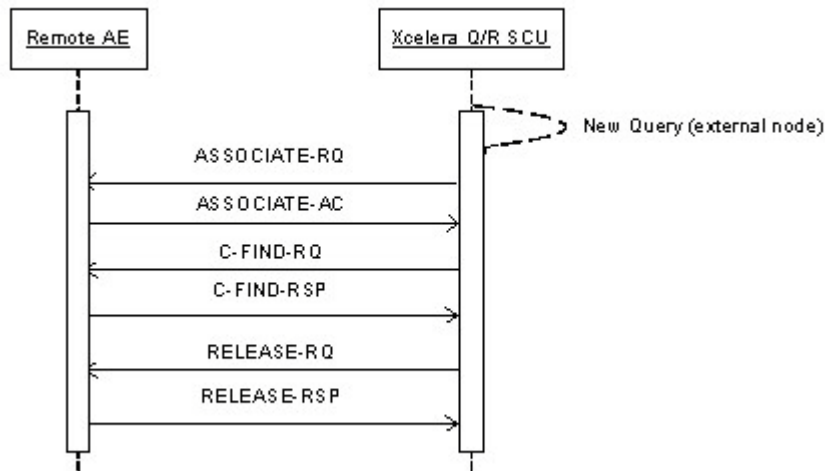 Remote AE
Xcelera Q/R SCU
New Query (external node)
ASSOCIATE-RQ
ASSOCIATE-AC
C-FIND-RQ
C-FIND-RSP
RELEASE-RQ
RELEASE-RSP